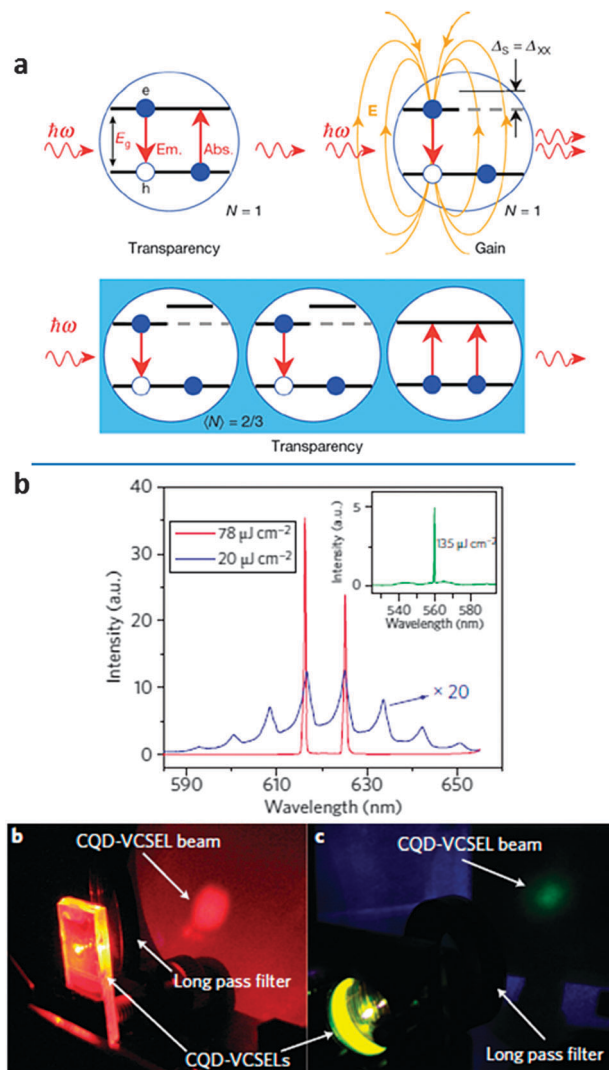 a
e
ħω
E_g
Em.
Abs.
h
N = 1
Transparency
Δ_S = Δ_XX
E
ħω
N = 1
Gain
ħω
⟨N⟩ = 2/3
Transparency
b
78 μJ cm⁻²
20 μJ cm⁻²
Intensity (a.u.)
40
30
20
10
0
590
610
630
650
Wavelength (nm)
× 20
Intensity (a.u.)
5
0
135 μJ cm⁻²
540
560
580
Wavelength (nm)
b
CQD-VCSEL beam
Long pass filter
CQD-VCSELs
c
CQD-VCSEL beam
Long pass filter